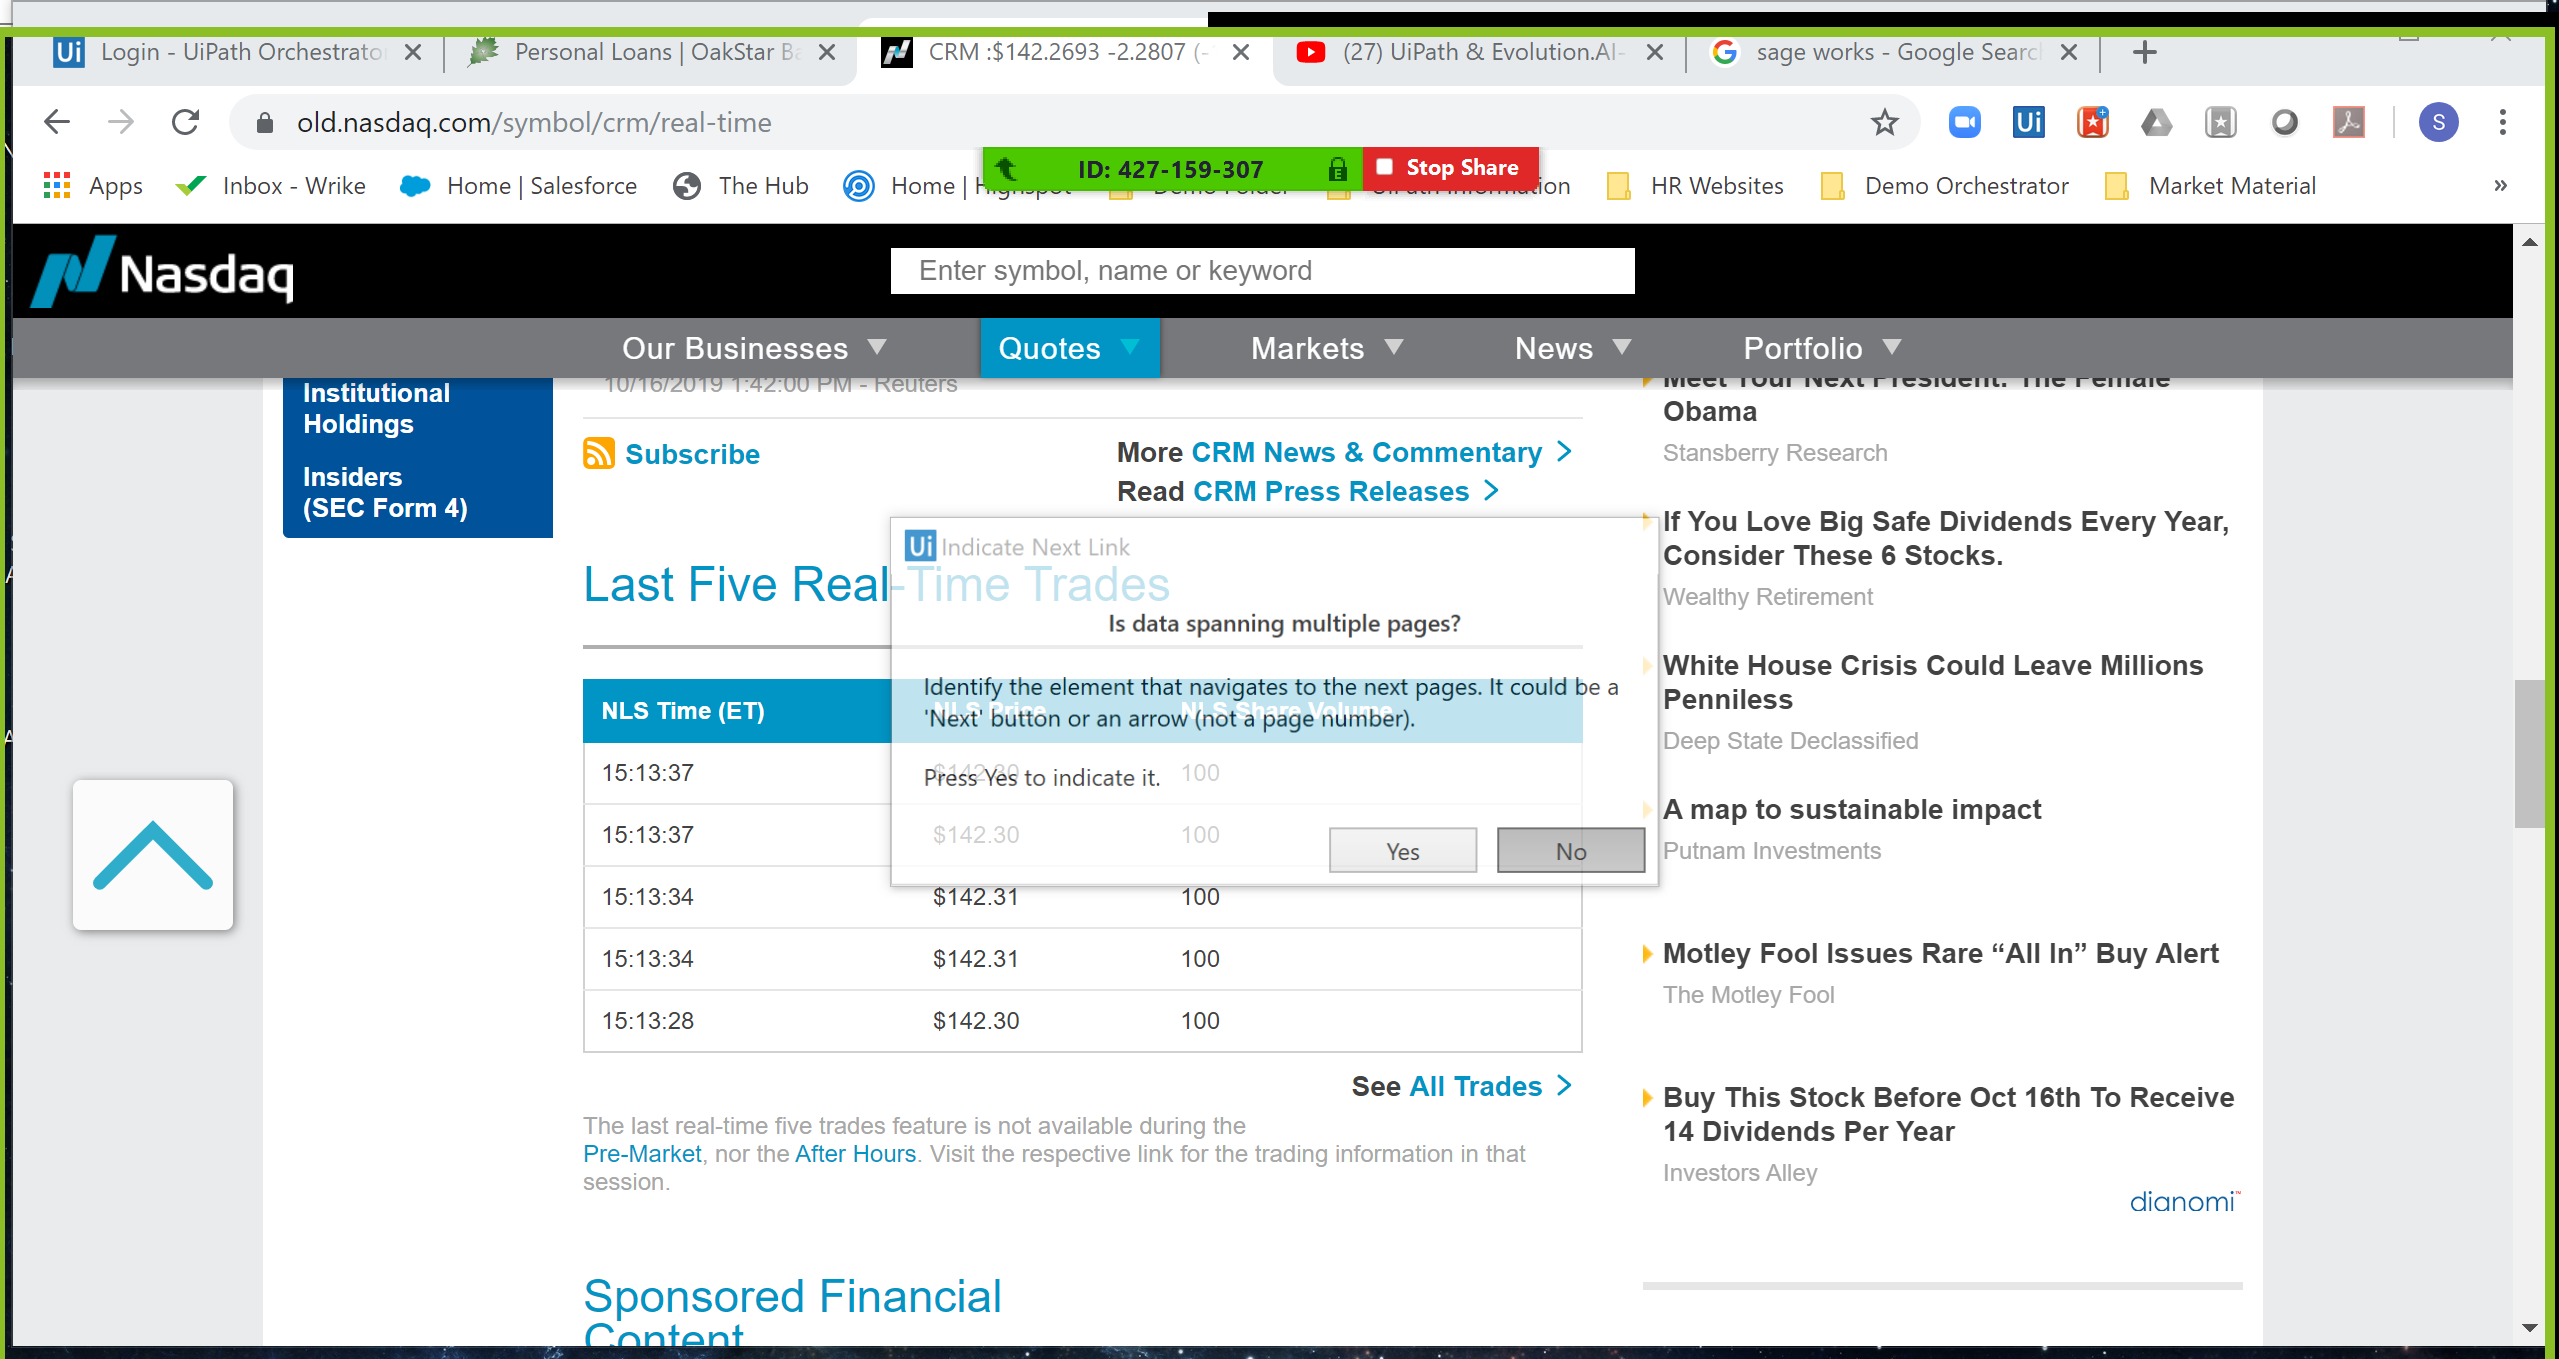 Login - UiPath Orchestrator
Personal Loans | OakStar Ba
CRM :$142.2693 -2.2807 (-
(27) UiPath & Evolution.AI-
sage works - Google Search
old.nasdaq.com/symbol/crm/real-time
S
ID: 427-159-307
Stop Share
Apps
Inbox - Wrike
Home | Salesforce
The Hub
Home | Highspot
Demo Folder
UiPath Information
HR Websites
Demo Orchestrator
Market Material
»
Nasdaq
Enter symbol, name or keyword
Our Businesses
Quotes
Markets
News
Portfolio
Institutional
Holdings
Insiders
(SEC Form 4)
10/16/2019 1:42:00 PM - Reuters
Subscribe
More CRM News & Commentary >
Read CRM Press Releases >
Last Five Real-Time Trades
Ui Indicate Next Link
Is data spanning multiple pages?
Identify the element that navigates to the next pages. It could be a
'Next' button or an arrow (not a page number).
Press Yes to indicate it.
Yes
No
NLS Time (ET) NLS Price NLS Share Volume
15:13:37 $142.30 100
15:13:37 $142.30 100
15:13:34 $142.31 100
15:13:34 $142.31 100
15:13:28 $142.30 100
See All Trades >
The last real-time five trades feature is not available during the
Pre-Market, nor the After Hours. Visit the respective link for the trading information in that
session.
Sponsored Financial
Content
Meet Your Next President: The Female
Obama
Stansberry Research
If You Love Big Safe Dividends Every Year,
Consider These 6 Stocks.
Wealthy Retirement
White House Crisis Could Leave Millions
Penniless
Deep State Declassified
A map to sustainable impact
Putnam Investments
Motley Fool Issues Rare “All In” Buy Alert
The Motley Fool
Buy This Stock Before Oct 16th To Receive
14 Dividends Per Year
Investors Alley
dianomi™